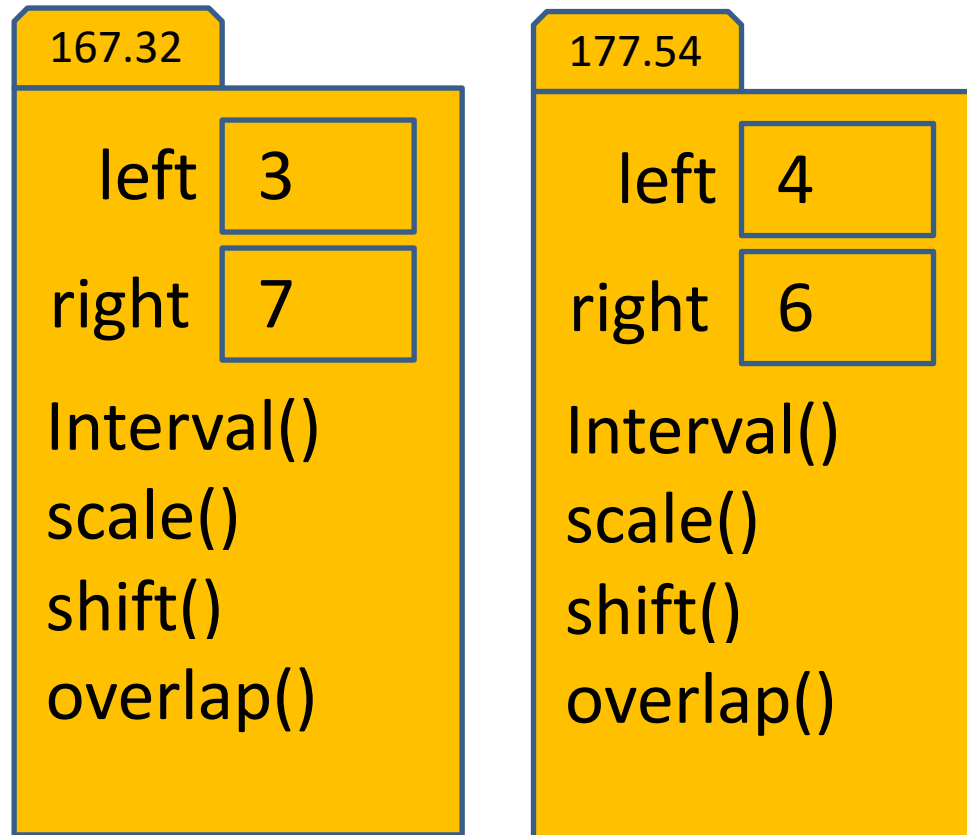 167.32
left 3
right 7
Interval()
scale()
shift()
overlap()
177.54
left 4
right 6
Interval()
scale()
shift()
overlap()